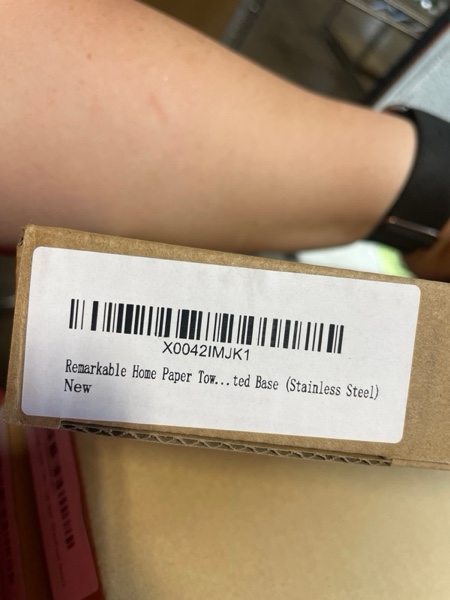 X0042IMJK1
Remarkable Home Paper Tow...ted Base (Stainless Steel)
New